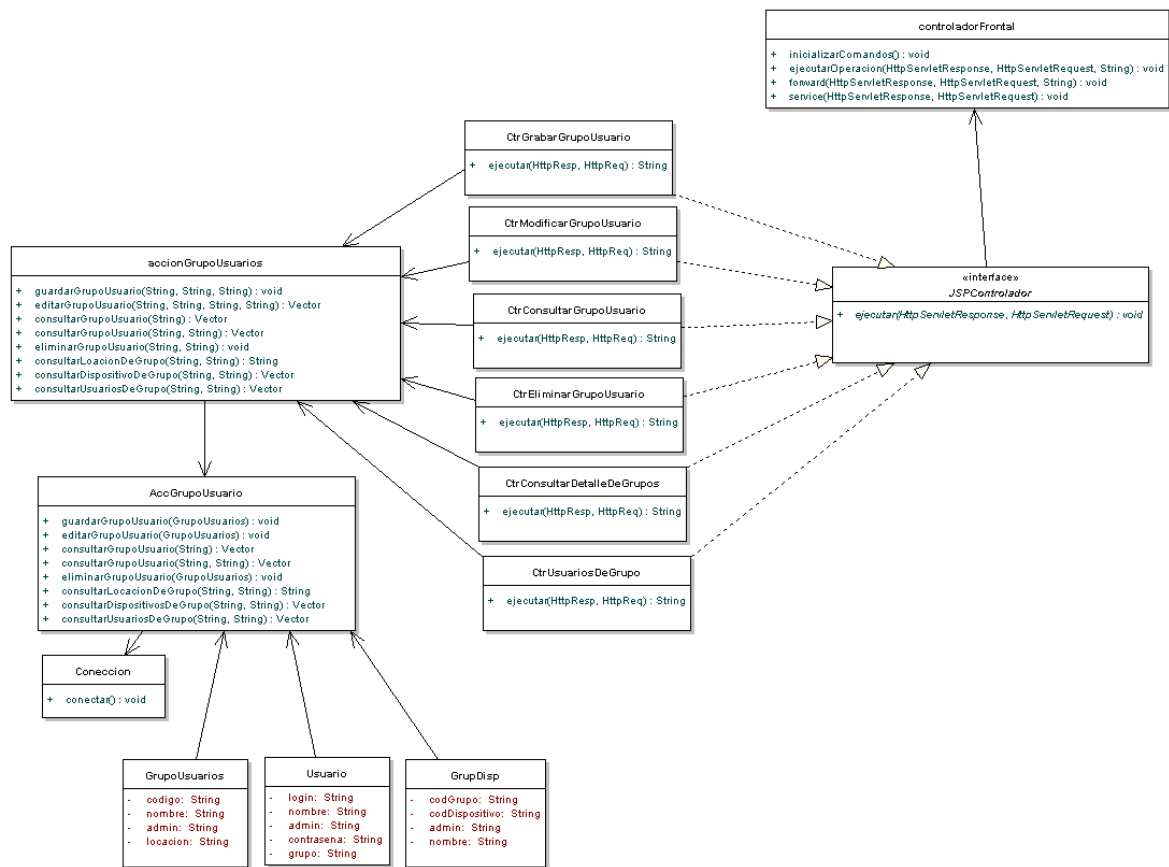 controladorFrontal
+ inicializarComandos() : void
+ ejecutarOperacion(HttpServletResponse, HttpServletRequest, String) : void
+ forward(HttpServletResponse, HttpServletRequest, String) : void
+ service(HttpServletResponse, HttpServletRequest) : void
CtrGrabarGrupoUsuario
+ ejecutar(HttpResp, HttpReq) : String
CtrModificarGrupoUsuario
+ ejecutar(HttpResp, HttpReq) : String
accionGrupoUsuarios
+ guardarGrupoUsuario(String, String, String) : void
+ editarGrupoUsuario(String, String, String, String) : Vector
+ consultarGrupoUsuario(String) : Vector
+ consultarGrupoUsuario(String, String) : Vector
+ eliminarGrupoUsuario(String, String) : void
+ consultarLoacionDeGrupo(String, String) : String
+ consultarDispositivoDeGrupo(String, String) : Vector
+ consultarUsuariosDeGrupo(String, String) : Vector
«interface»
JSPControlador
+ ejecutar(HttpServletResponse, HttpServletRequest) : void
CtrConsultarGrupoUsuario
+ ejecutar(HttpResp, HttpReq) : String
CtrEliminarGrupoUsuario
+ ejecutar(HttpResp, HttpReq) : String
CtrConsultarDetalleDeGrupos
+ ejecutar(HttpResp, HttpReq) : String
AccGrupoUsuario
+ guardarGrupoUsuario(GrupoUsuarios) : void
+ editarGrupoUsuario(GrupoUsuarios) : void
+ consultarGrupoUsuario(String) : Vector
+ consultarGrupoUsuario(String, String) : Vector
+ eliminarGrupoUsuario(GrupoUsuarios) : void
+ consultarLocacionDeGrupo(String, String) : String
+ consultarDispositivosDeGrupo(String, String) : Vector
+ consultarUsuariosDeGrupo(String, String) : Vector
CtrUsuariosDeGrupo
+ ejecutar(HttpResp, HttpReq) : String
Coneccion
+ conectar() : void
GrupoUsuarios
- codigo: String
- nombre: String
- admin: String
- locacion: String
Usuario
- login: String
- nombre: String
- admin: String
- contrasena: String
- grupo: String
GrupDisp
- codGrupo: String
- codDispositivo: String
- admin: String
- nombre: String